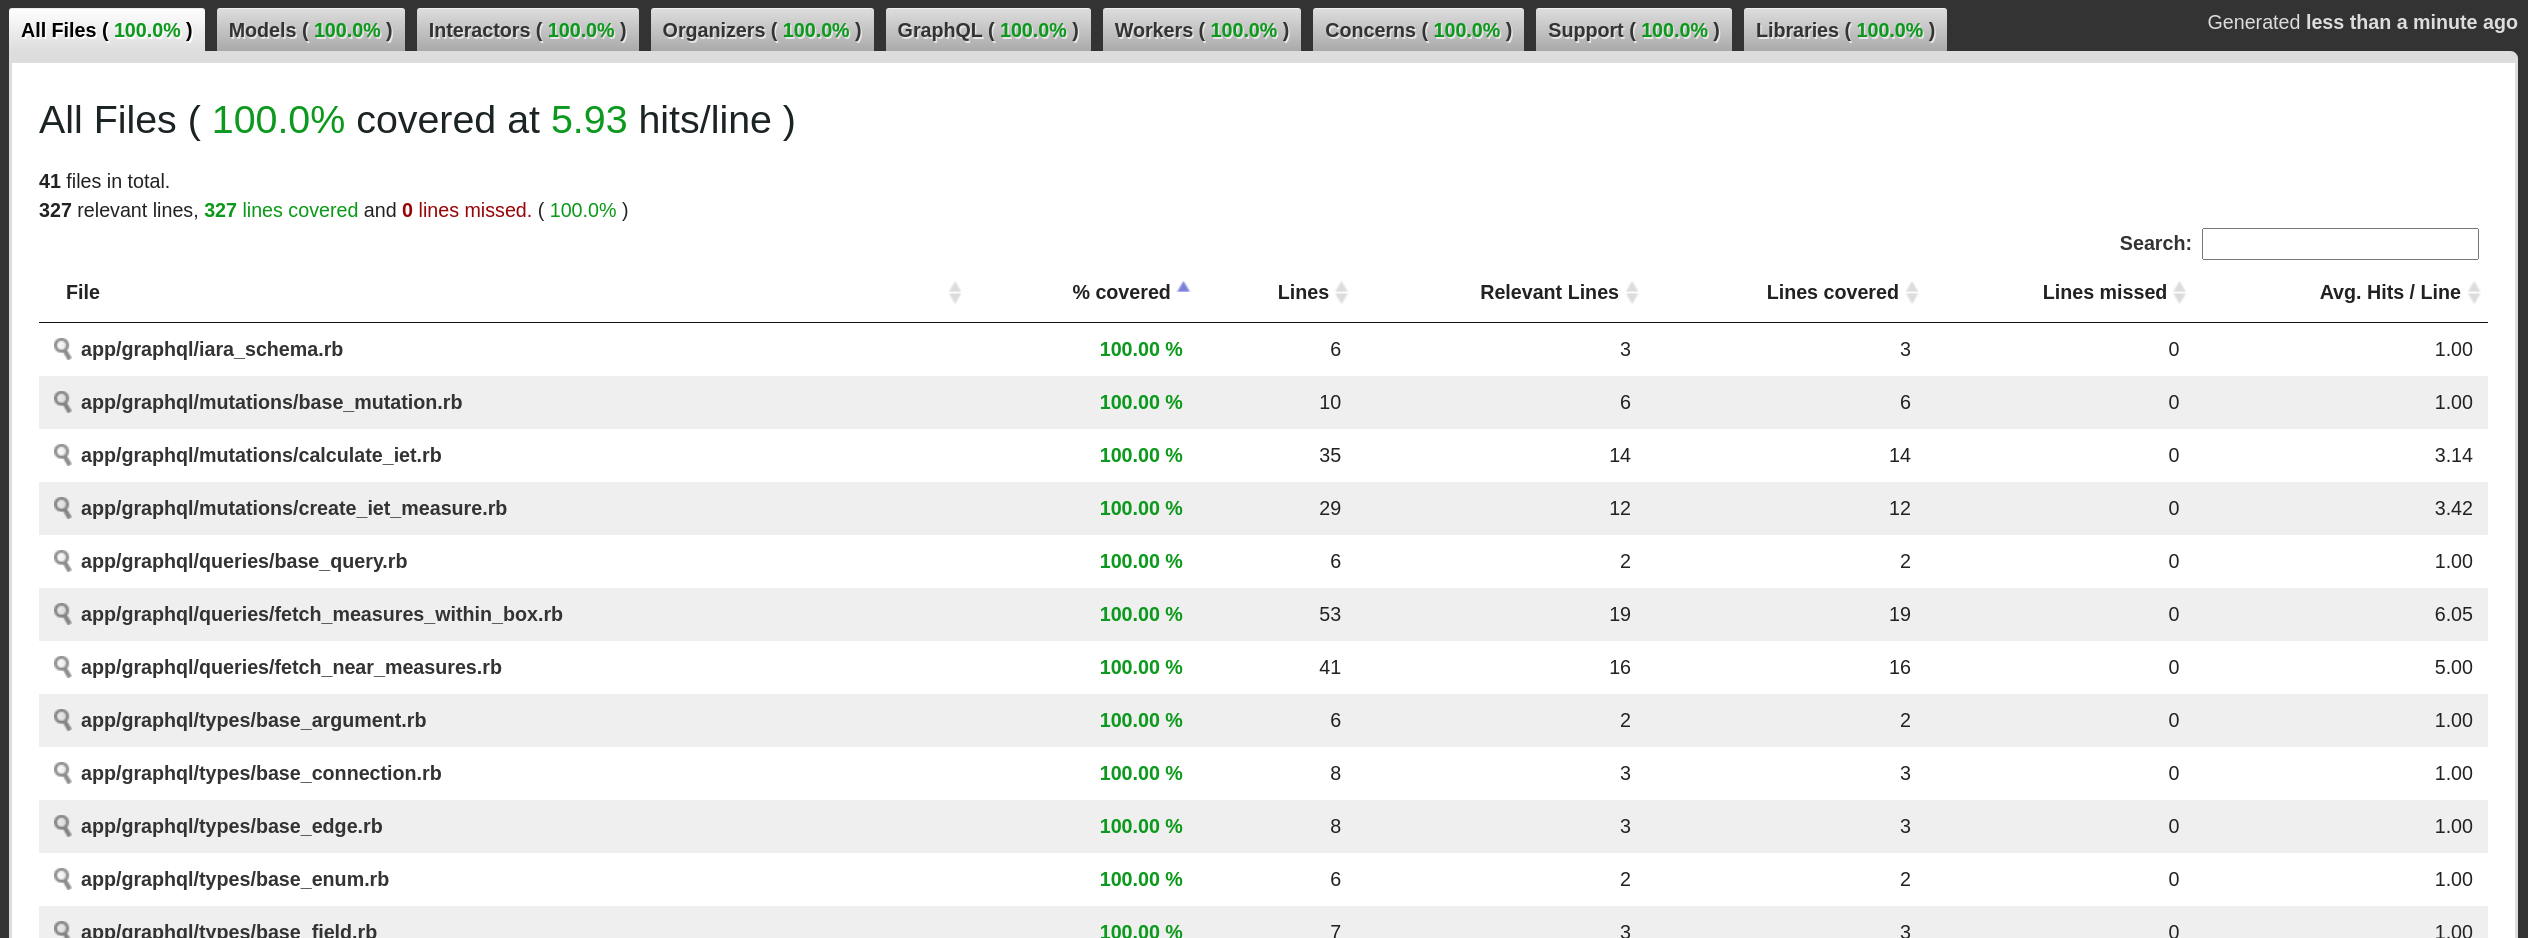 All Files ( 100.0% ) Models ( 100.0% ) Interactors ( 100.0% ) Organizers ( 100.0% ) GraphQL ( 100.0% ) Workers ( 100.0% ) Concerns ( 100.0% ) Support ( 100.0% ) Libraries ( 100.0% ) Generated less than a minute ago
All Files ( 100.0% covered at 5.93 hits/line )
41 files in total.
327 relevant lines, 327 lines covered and 0 lines missed. ( 100.0% )
Search:
File % covered Lines Relevant Lines Lines covered Lines missed Avg. Hits / Line
app/graphql/iara_schema.rb 100.00 % 6 3 3 0 1.00
app/graphql/mutations/base_mutation.rb 100.00 % 10 6 6 0 1.00
app/graphql/mutations/calculate_iet.rb 100.00 % 35 14 14 0 3.14
app/graphql/mutations/create_iet_measure.rb 100.00 % 29 12 12 0 3.42
app/graphql/queries/base_query.rb 100.00 % 6 2 2 0 1.00
app/graphql/queries/fetch_measures_within_box.rb 100.00 % 53 19 19 0 6.05
app/graphql/queries/fetch_near_measures.rb 100.00 % 41 16 16 0 5.00
app/graphql/types/base_argument.rb 100.00 % 6 2 2 0 1.00
app/graphql/types/base_connection.rb 100.00 % 8 3 3 0 1.00
app/graphql/types/base_edge.rb 100.00 % 8 3 3 0 1.00
app/graphql/types/base_enum.rb 100.00 % 6 2 2 0 1.00
app/graphql/types/base_field.rb 100.00 % 7 3 3 0 1.00